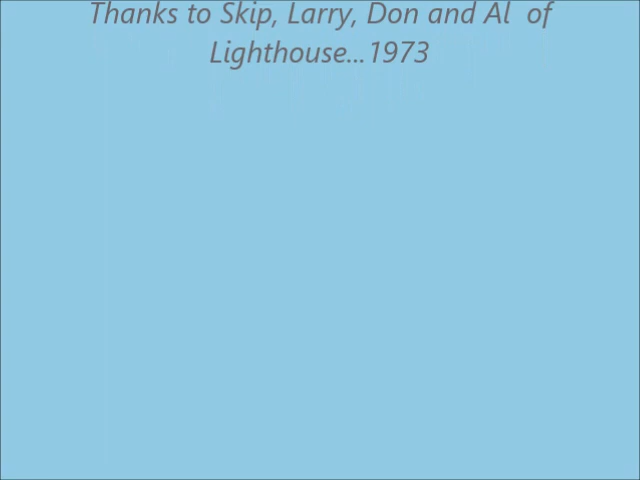 Thanks to Skip, Larry, Don and Al  of
Lighthouse...1973